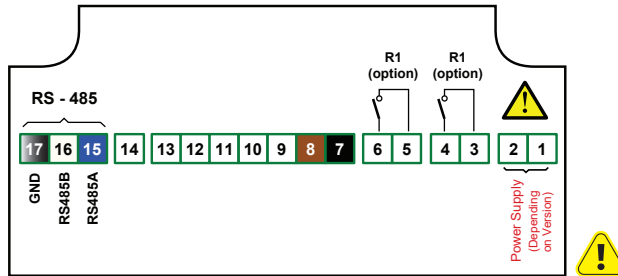 R1
(option)
R1
(option)
RS - 485
17 16 15 14 13 12 11 10 9 8 7 6 5 4 3 2 1
GND
RS485B
RS485A
Power Supply
(Depending
on Version)